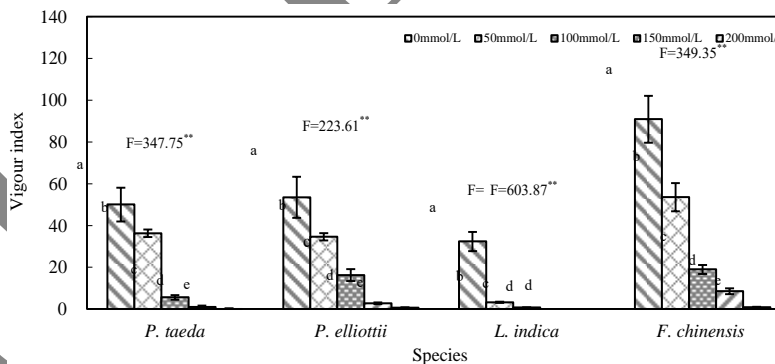 140
120
100
80
60
40
20
0
Vigour index
0mmol/L 50mmol/L 100mmol/L 150mmol/L 200mmol/
F=347.75**
F=223.61**
F= F=603.87**
F=349.35**
a
b
c
d
e
a
b
c
d
e
a
b
c
d
d
a
b
c
d
e
P. taeda P. elliottii L. indica F. chinensis
Species